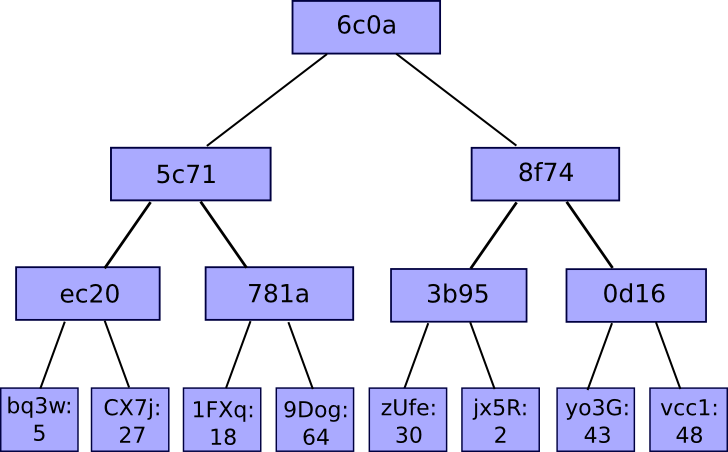 6c0a
5c71
8f74
ec20
781a
3b95
0d16
bq3w:
5
CX7j:
27
1FXq:
18
9Dog:
64
zUfe:
30
jx5R:
2
yo3G:
43
vcc1:
48